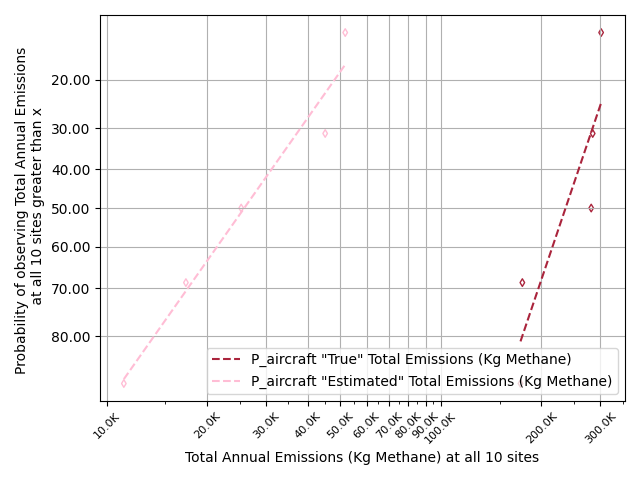 Probability of observing Total Annual Emissions
at all 10 sites greater than x
20.00
30.00
40.00
50.00
60.00
70.00
80.00
P_aircraft "True" Total Emissions (Kg Methane)
P_aircraft "Estimated" Total Emissions (Kg Methane)
10.0K
20.0K
30.0K
40.0K
50.0K
60.0K
70.0K
80.0K
90.0K
100.0K
200.0K
300.0K
Total Annual Emissions (Kg Methane) at all 10 sites